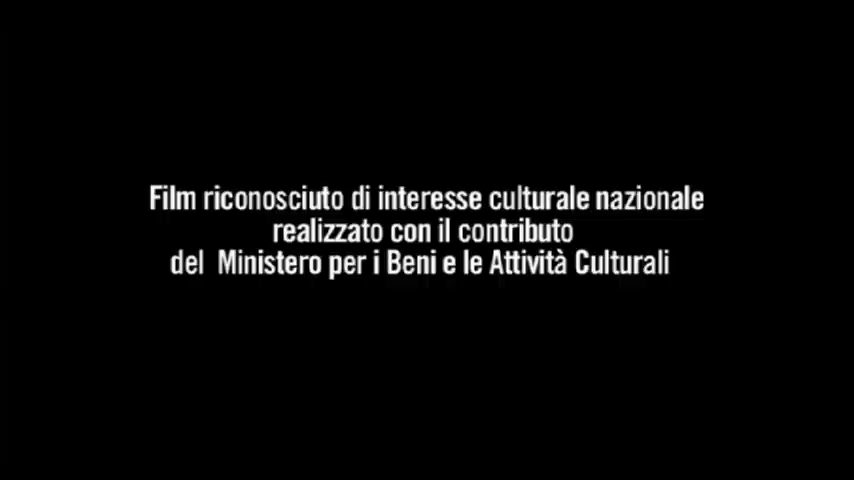 Film riconosciuto di interesse culturale nazionale
realizzato con il contributo
del Ministero per i Beni e le Attività Culturali